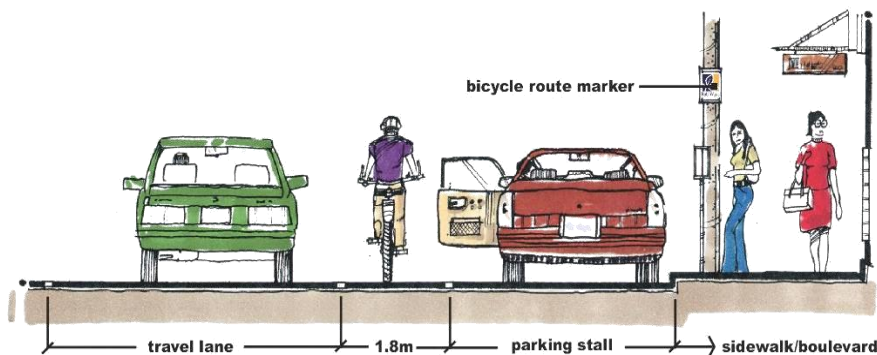 bicycle route marker
travel lane
1.8m
parking stall
sidewalk/boulevard